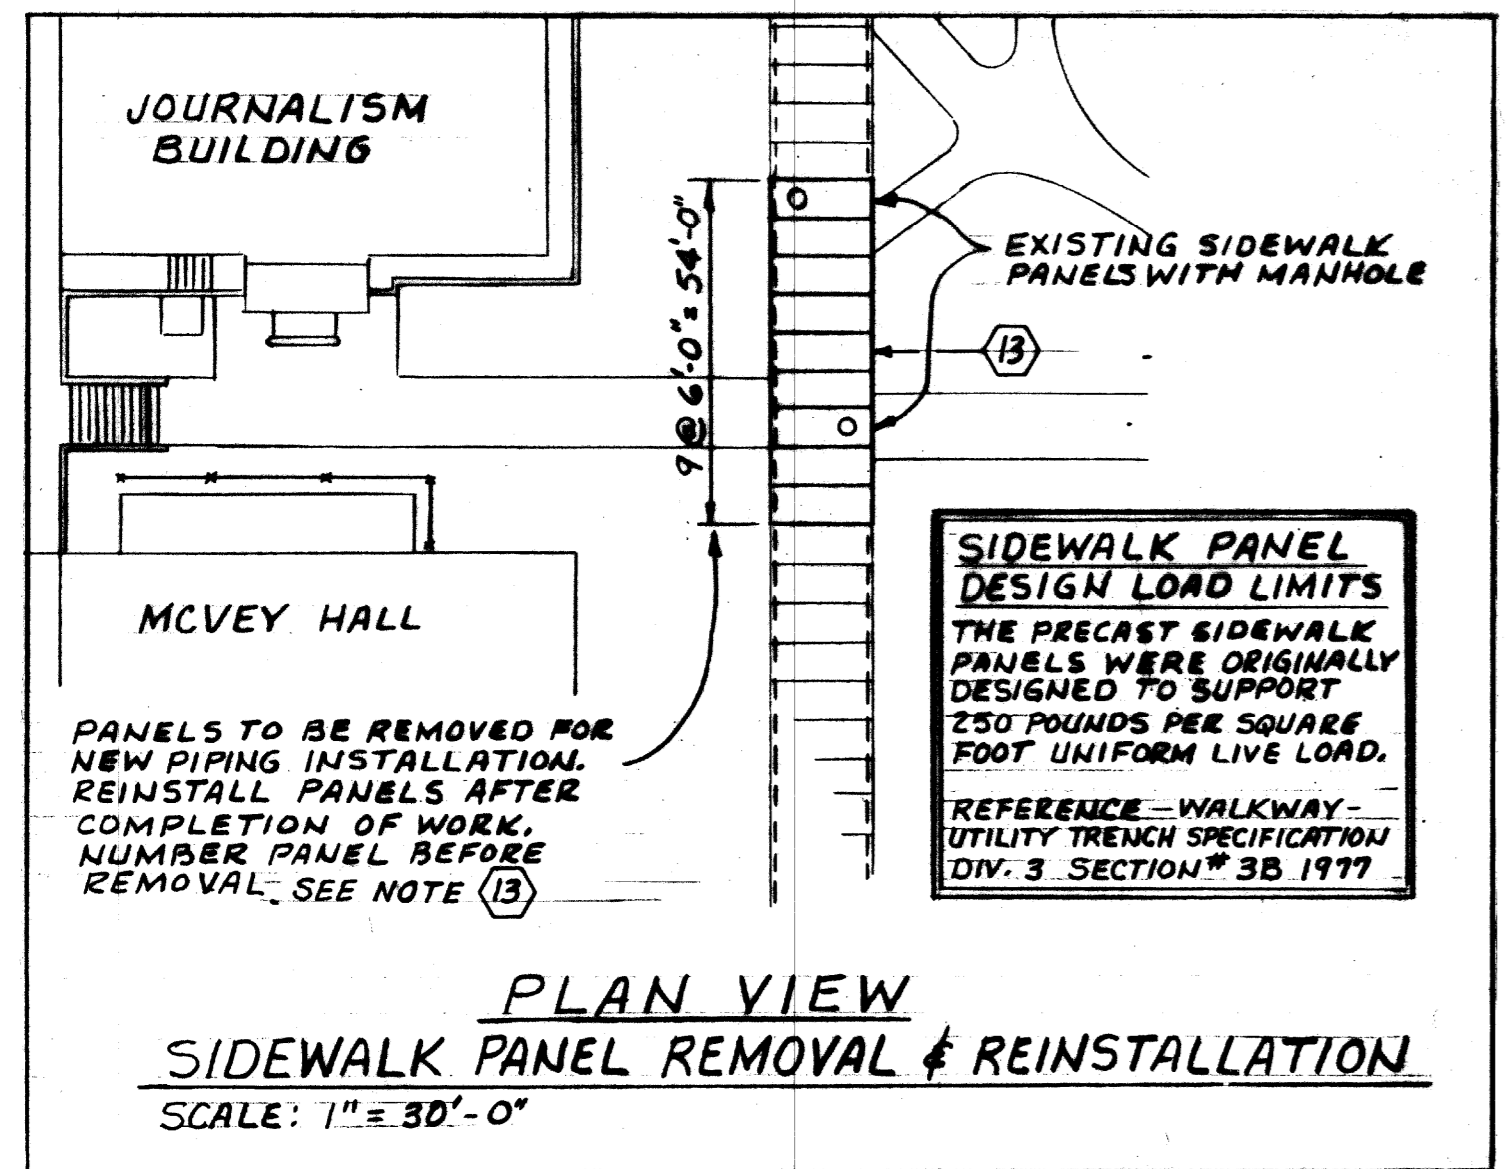 JOURNALISM
BUILDING
9 @ 6'-0" = 54'-0"
EXISTING SIDEWALK
PANELS WITH MANHOLE
13
SIDEWALK PANEL
DESIGN LOAD LIMITS
THE PRECAST SIDEWALK
PANELS WERE ORIGINALLY
DESIGNED TO SUPPORT
250 POUNDS PER SQUARE
FOOT UNIFORM LIVE LOAD.
REFERENCE - WALKWAY-
UTILITY TRENCH SPECIFICATION
DIV. 3 SECTION # 3B 1977
MCVEY HALL
PANELS TO BE REMOVED FOR
NEW PIPING INSTALLATION.
REINSTALL PANELS AFTER
COMPLETION OF WORK.
NUMBER PANEL BEFORE
REMOVAL. SEE NOTE 13
PLAN VIEW
SIDEWALK PANEL REMOVAL & REINSTALLATION
SCALE: 1" = 30'-0"